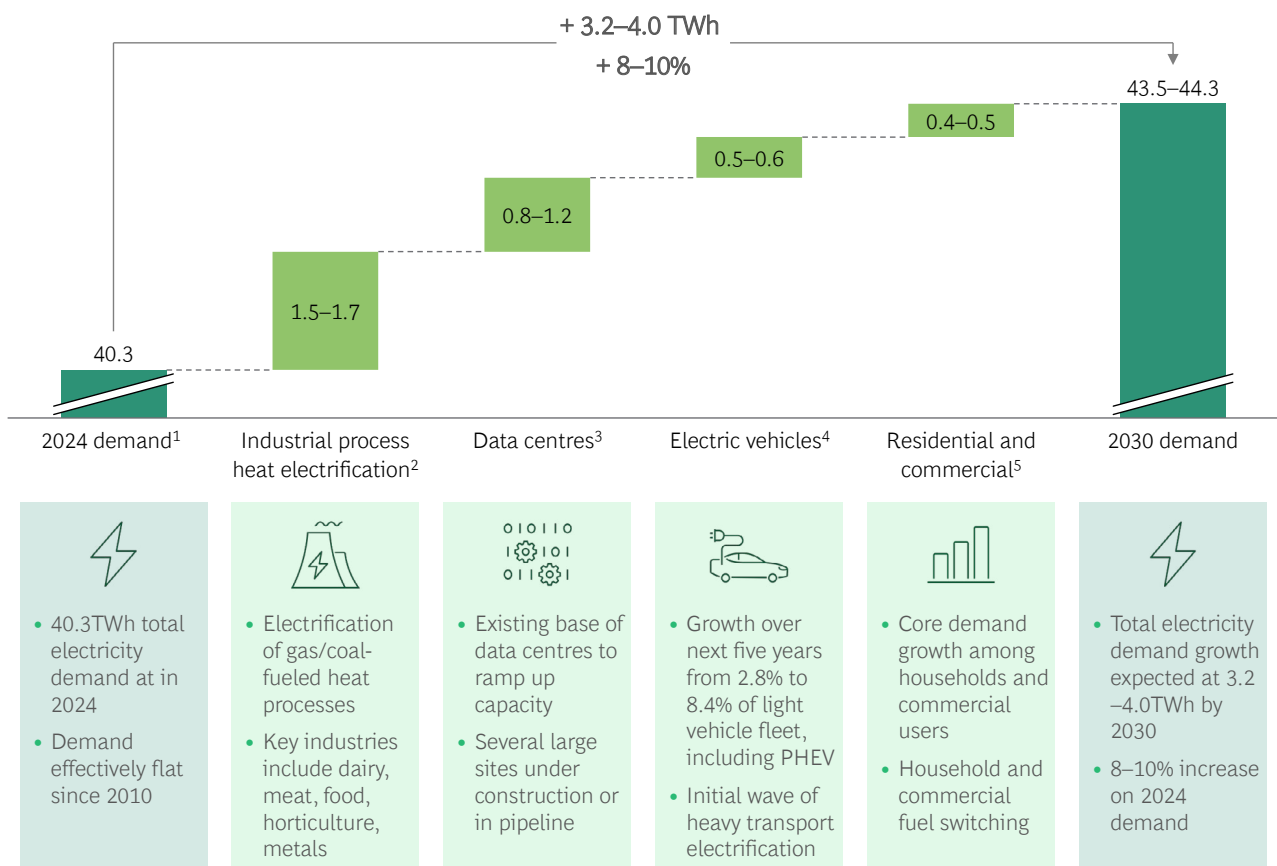 + 3.2–4.0 TWh
+ 8–10%
40.3
1.5–1.7
0.8–1.2
0.5–0.6
0.4–0.5
43.5–44.3
2024 demand¹
Industrial process
heat electrification²
Data centres³
Electric vehicles⁴
Residential and
commercial⁵
2030 demand
• 40.3TWh total
electricity
demand at in
2024
• Demand
effectively flat
since 2010
• Electrification
of gas/coal-
fueled heat
processes
• Key industries
include dairy,
meat, food,
horticulture,
metals
010110
1 101
011 1
• Existing base of
data centres to
ramp up
capacity
• Several large
sites under
construction or
in pipeline
• Growth over
next five years
from 2.8% to
8.4% of light
vehicle fleet,
including PHEV
• Initial wave of
heavy transport
electrification
• Core demand
growth among
households and
commercial
users
• Household and
commercial
fuel switching
• Total electricity
demand growth
expected at 3.2
–4.0TWh by
2030
• 8–10% increase
on 2024
demand